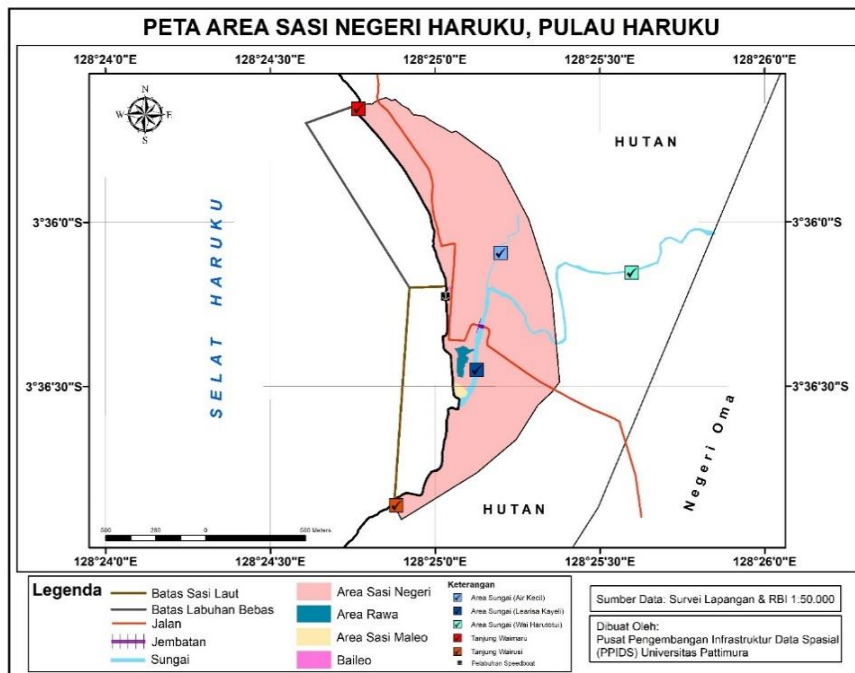 PETA AREA SASI NEGERI HARUKU, PULAU HARUKU
128°24'0"E 128°24'30"E 128°25'0"E 128°25'30"E 128°26'0"E
N
W E
S
HUTAN
3°36'0"S 3°36'0"S
SELAT HARUKU
3°36'30"S 3°36'30"S
Negeri Oma
HUTAN
0
Meters
128°24'0"E 128°24'30"E 128°25'0"E 128°25'30"E 128°26'0"E
Legenda
Batas Sasi Laut
Batas Labuhan Bebas
Jalan
Jembatan
Sungai
Area Sasi Negeri
Area Rawa
Area Sasi Maleo
Baileo
Keterangan
Area Sungai (Air Kecil)
Area Sungai (Learisa Kayeli)
Area Sungai (Wai Harutotui)
Tanjung Waimaru
Tanjung Wairusi
Pelabuhan
Sumber Data: Survei Lapangan & RBI 1:50.000
Dibuat Oleh:
Pusat Pengembangan Infrastruktur Data Spasial
(PPIDS) Universitas Pattimura